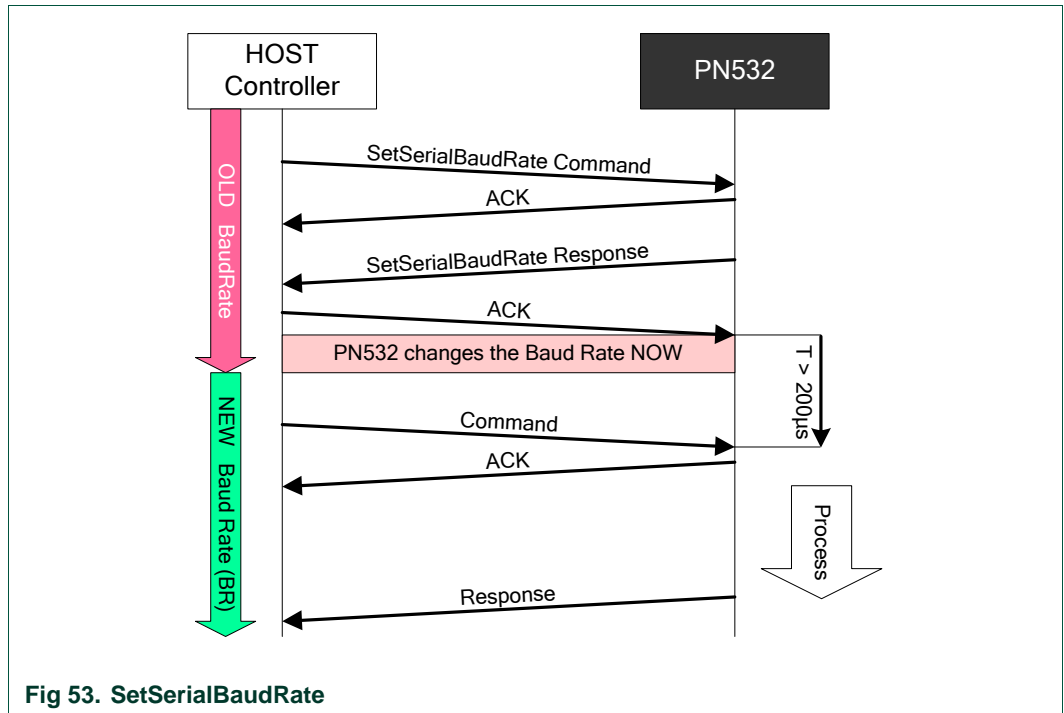 HOST
Controller
PN532
OLD BaudRate
SetSerialBaudRate Command
ACK
SetSerialBaudRate Response
ACK
PN532 changes the Baud Rate NOW
T > 200µs
NEW Baud Rate (BR)
Command
ACK
Process
Response
Fig 53. SetSerialBaudRate